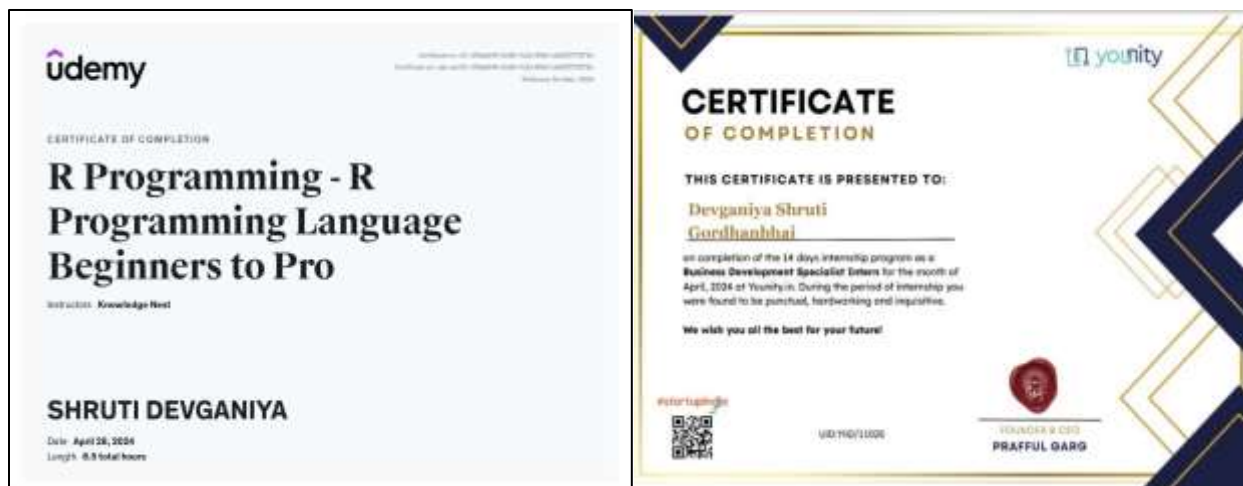 ûdemy
CERTIFICATE OF COMPLETION
R Programming - R
Programming Language
Beginners to Pro
Instructors Knowledge Nest
SHRUTI DEVGANIYA
Date April 28, 2024
Length 6.5 total hours
younity
CERTIFICATE
OF COMPLETION
THIS CERTIFICATE IS PRESENTED TO:
Devganiya Shruti
Gordhanbhai
on completion of the 14 days internship program as a
Business Development Specialist Intern for the month of
April, 2024 at Younity.in. During the period of internship you
were found to be punctual, hardworking and inquisitive.
We wish you all the best for your future!
#startupindia
FOUNDER & CEO
PRAFFUL GARG